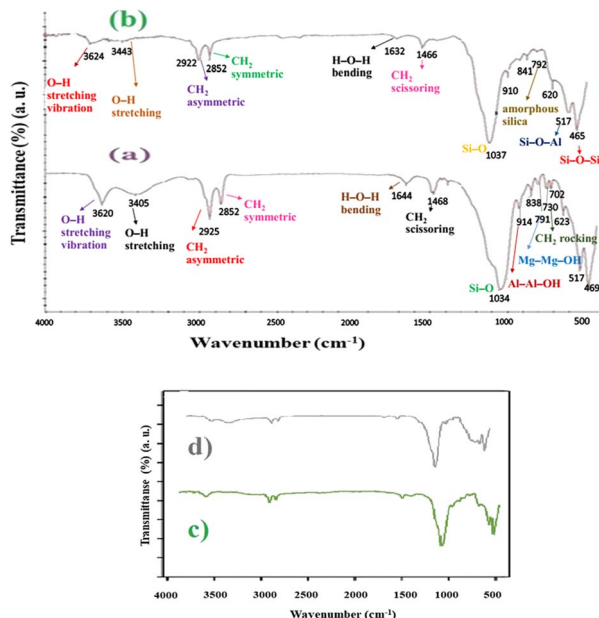 (b)
3624
3443
2922
2852
CH2
symmetric
H–O–H
bending
1632
1466
O–H
stretching
vibration
O–H
stretching
CH2
asymmetric
CH2
scissoring
910
841
792
620
amorphous
silica
517
465
Si–O–Al
Si–O
1037
Si–O–Si
(a)
3620
3405
2925
2852
CH2
symmetric
H–O–H
bending
1644
1468
O–H
stretching
vibration
O–H
stretching
CH2
asymmetric
CH2
scissoring
914
838
791
730
702
623
CH2 rocking
Mg–Mg–OH
Al–Al–OH
Si–O
1034
517
469
Transmittance (%) (a. u.)
4000
3500
3000
2500
2000
1500
1000
500
Wavenumber (cm-1)
d)
c)
Transmittanse (%) (a. u.)
4000
3500
3000
2500
2000
1500
1000
500
Wavenumber (cm-1)